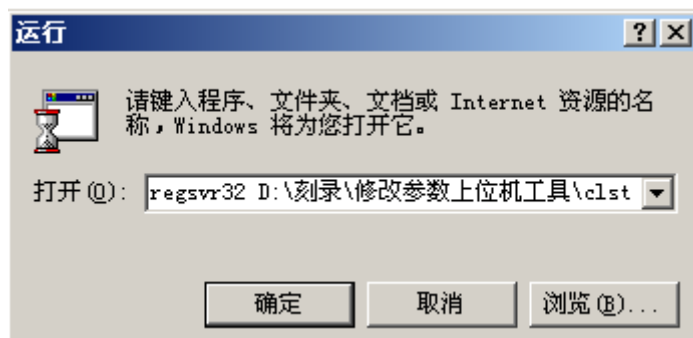 运行
请键入程序、文件夹、文档或 Internet 资源的名
称，Windows 将为您打开它。
打开(O): regsvr32 D:\刻录\修改参数上位机工具\clst
确定 取消 浏览(B)...